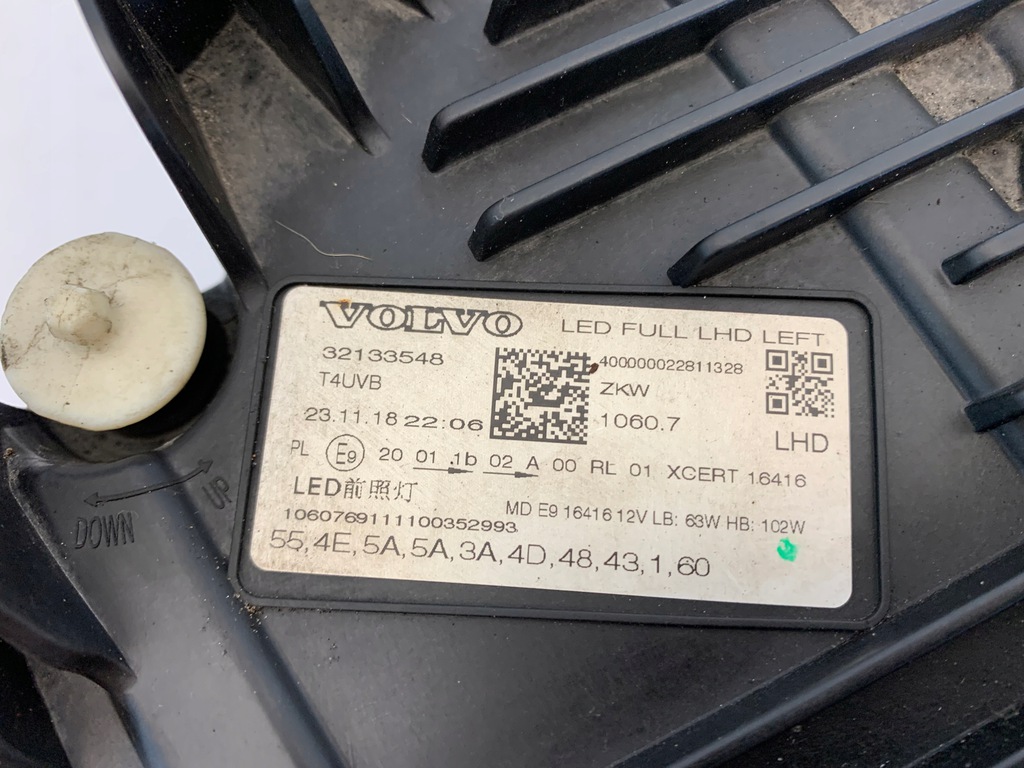 VOLVO LED FULL LHD LEFT
32133548 400000022811328
T4UVB ZKW
23.11.18 22:06 1060.7
LHD
PL E9 20 01 1b 02 A 00 RL 01 XCERT 16416
LED前照灯 MD E9 16416 12V LB: 63W HB: 102W
1060769111100352993
55,4E,5A,5A,3A,4D,48,43,1,60
DOWN UP